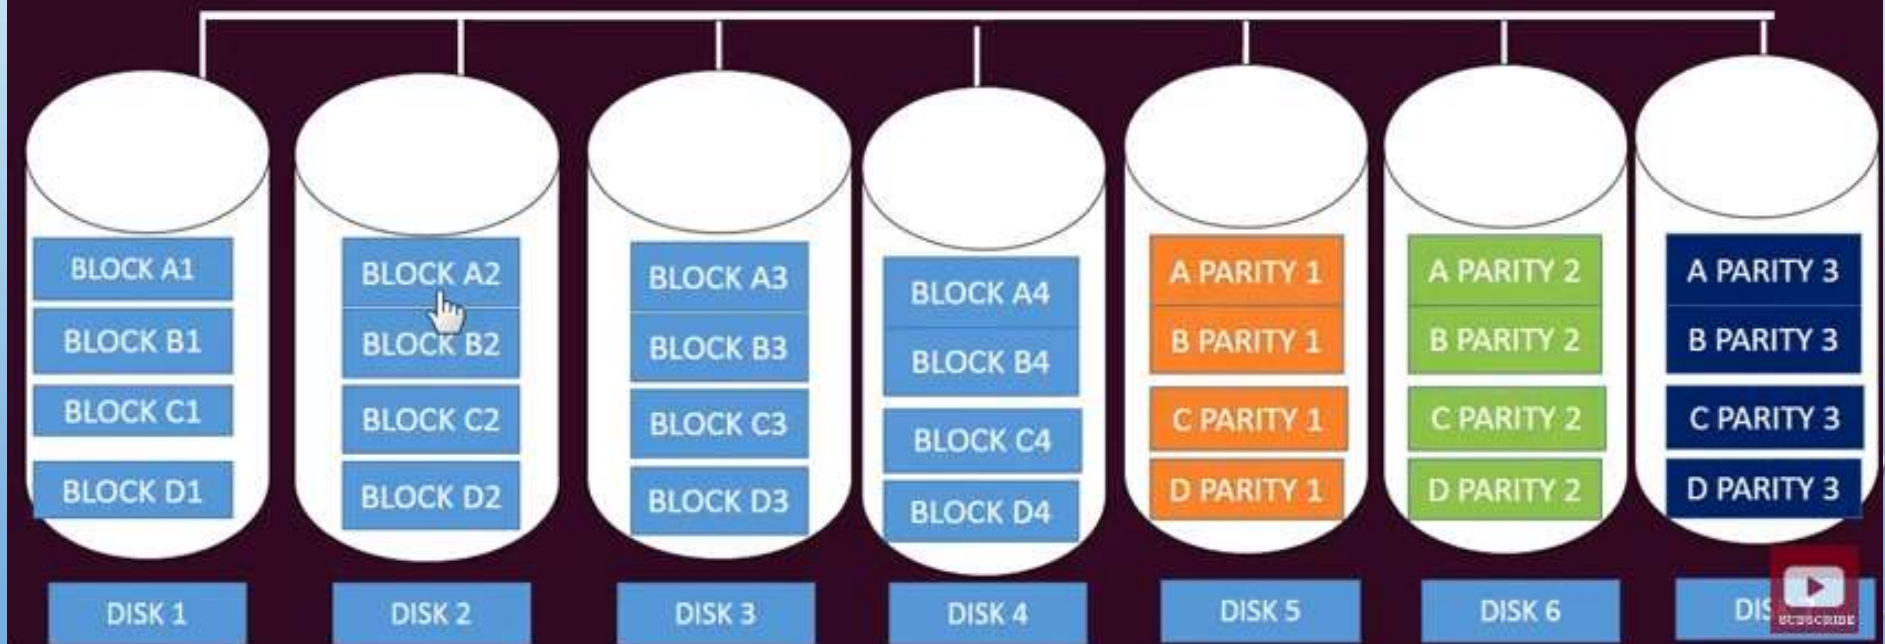 BLOCK A1 BLOCK A2 BLOCK A3 BLOCK A4 A PARITY 1 A PARITY 2 A PARITY 3
BLOCK B1 BLOCK B2 BLOCK B3 BLOCK B4 B PARITY 1 B PARITY 2 B PARITY 3
BLOCK C1 BLOCK C2 BLOCK C3 BLOCK C4 C PARITY 1 C PARITY 2 C PARITY 3
BLOCK D1 BLOCK D2 BLOCK D3 BLOCK D4 D PARITY 1 D PARITY 2 D PARITY 3
DISK 1 DISK 2 DISK 3 DISK 4 DISK 5 DISK 6
SUBSCRIBE